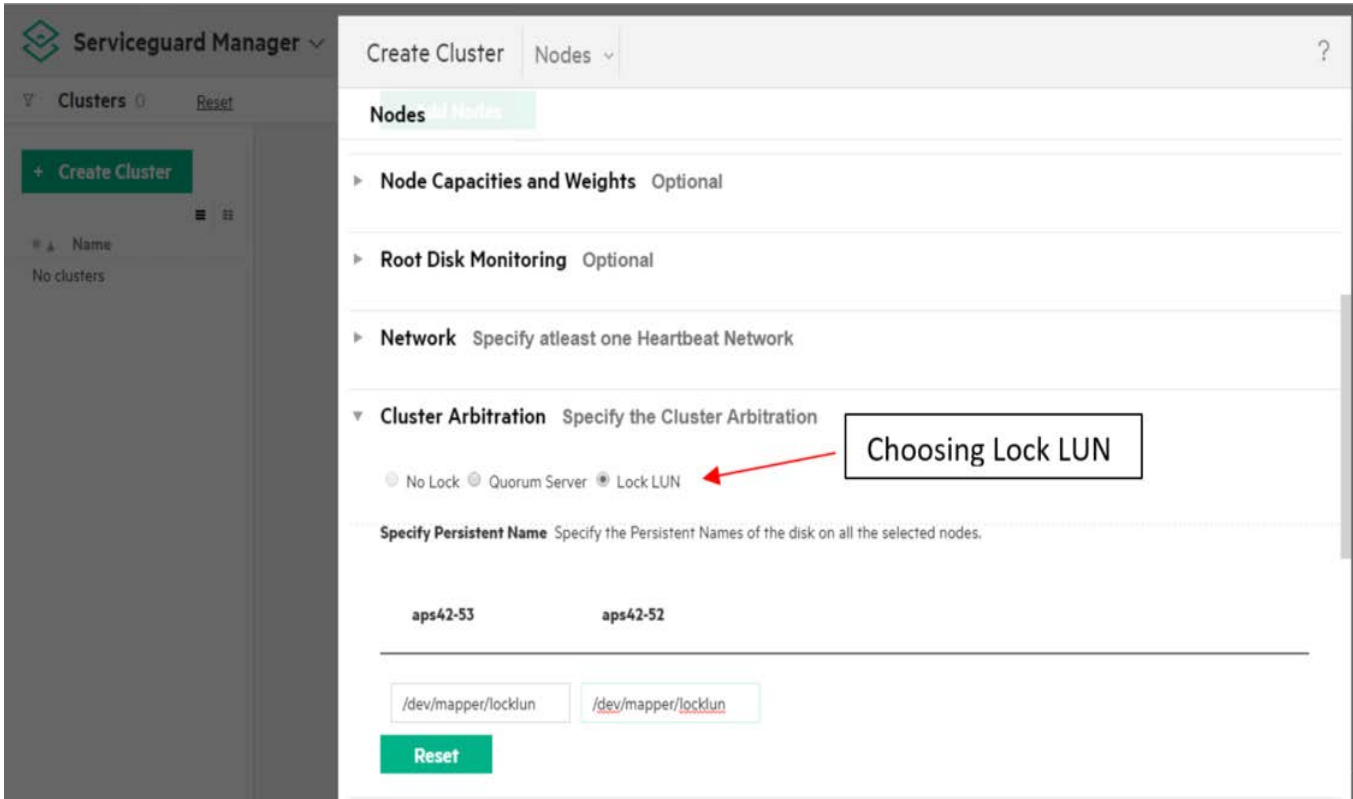 Serviceguard Manager
Clusters 0 Reset
+ Create Cluster
Name
No clusters
Create Cluster Nodes ?
Add Nodes
Nodes
Node Capacities and Weights Optional
Root Disk Monitoring Optional
Network Specify atleast one Heartbeat Network
Cluster Arbitration Specify the Cluster Arbitration
Choosing Lock LUN
No Lock Quorum Server Lock LUN
Specify Persistent Name Specify the Persistent Names of the disk on all the selected nodes.
aps42-53 aps42-52
/dev/mapper/locklun /dev/mapper/locklun
Reset